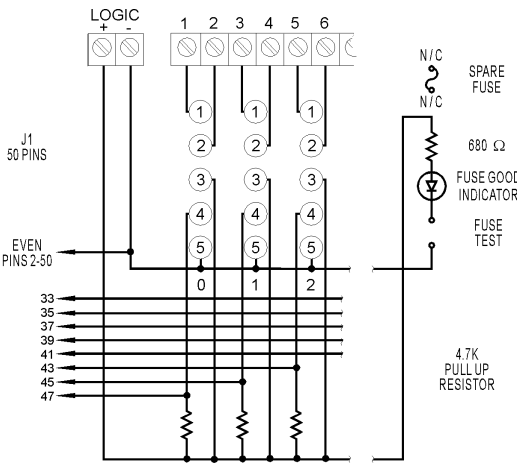 LOGIC
+ -
1 2 3 4 5 6
N/C
N/C
SPARE
FUSE
J1
50 PINS
680 Ω
FUSE GOOD
INDICATOR
FUSE
TEST
1 1 1
2 2 2
3 3 3
4 4 4
5 5 5
0 1 2
EVEN
PINS 2-50
33
35
37
39
41
43
45
47
4.7K
PULL UP
RESISTOR